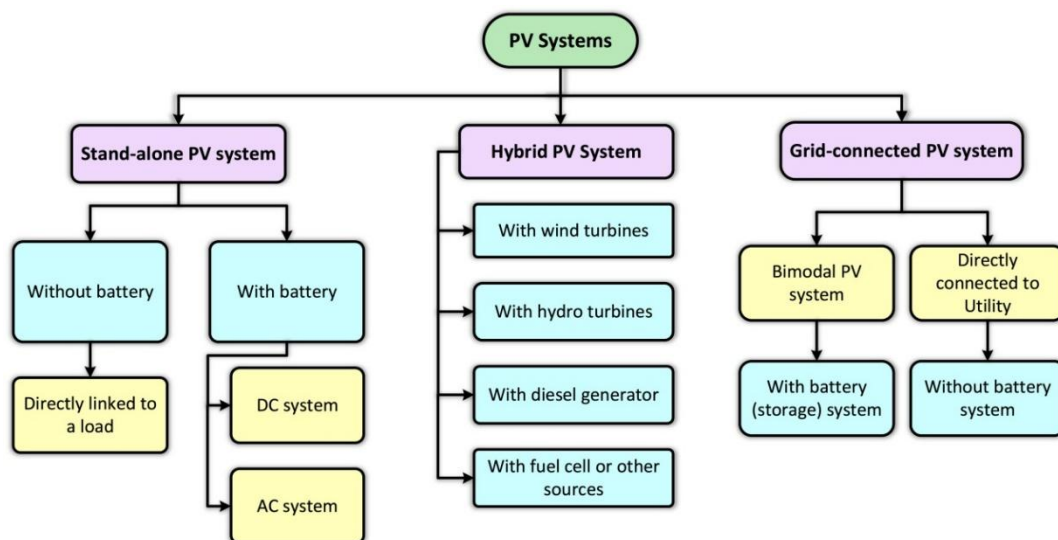 PV Systems
Stand-alone PV system
Hybrid PV System
Grid-connected PV system
Without battery
With battery
Directly linked to
a load
DC system
AC system
With wind turbines
With hydro turbines
With diesel generator
With fuel cell or other
sources
Bimodal PV
system
Directly
connected to
Utility
With battery
(storage) system
Without battery
system